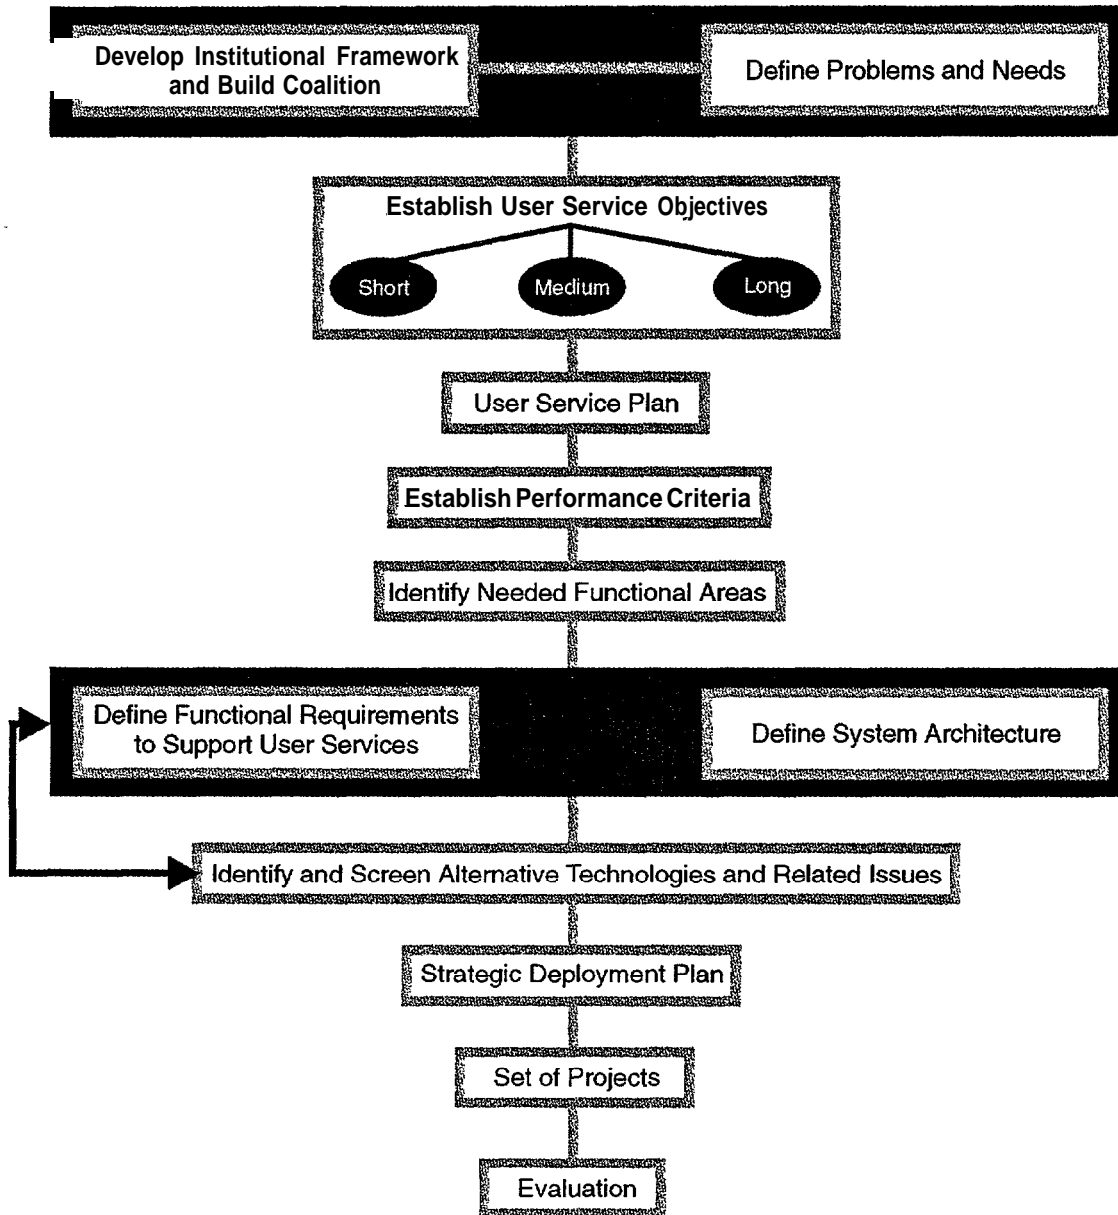 Develop Institutional Framework
and Build Coalition
Define Problems and Needs
Establish User Service Objectives
Short
Medium
Long
User Service Plan
Establish Performance Criteria
Identify Needed Functional Areas
Define Functional Requirements
to Support User Services
Define System Architecture
Identify and Screen Alternative Technologies and Related Issues
Strategic Deployment Plan
Set of Projects
Evaluation